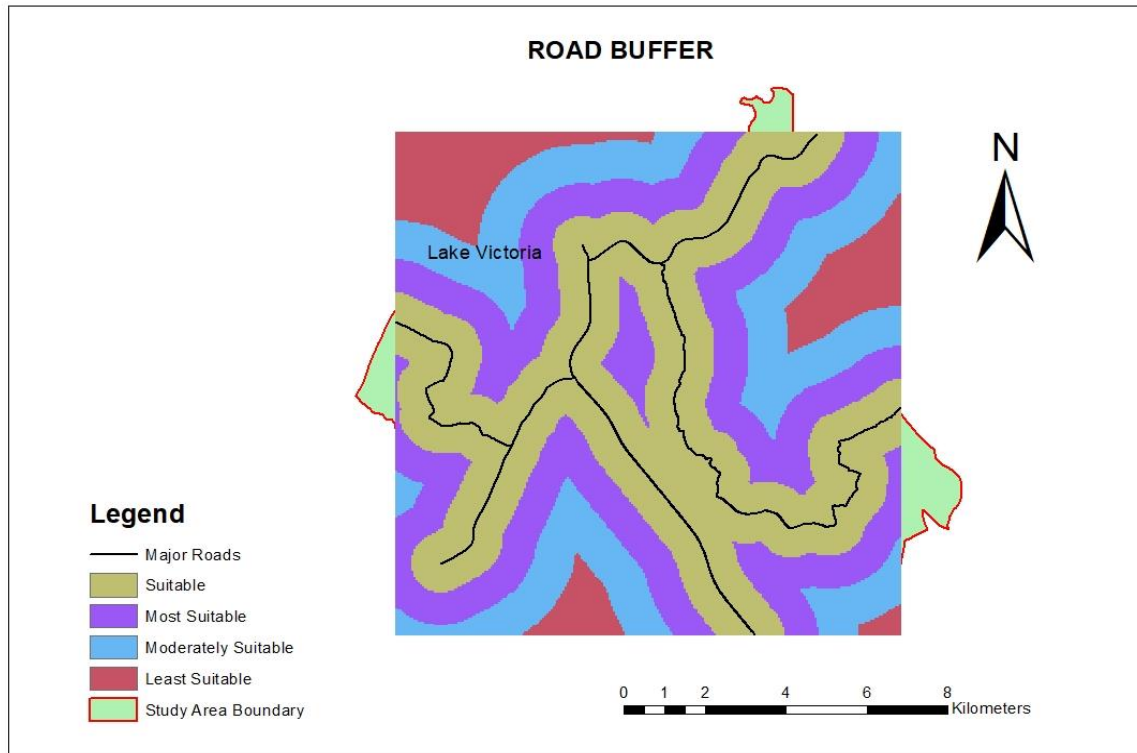 ROAD BUFFER
N
Lake Victoria
Legend
Major Roads
Suitable
Most Suitable
Moderately Suitable
Least Suitable
Study Area Boundary
0 1 2 4 6 8
Kilometers